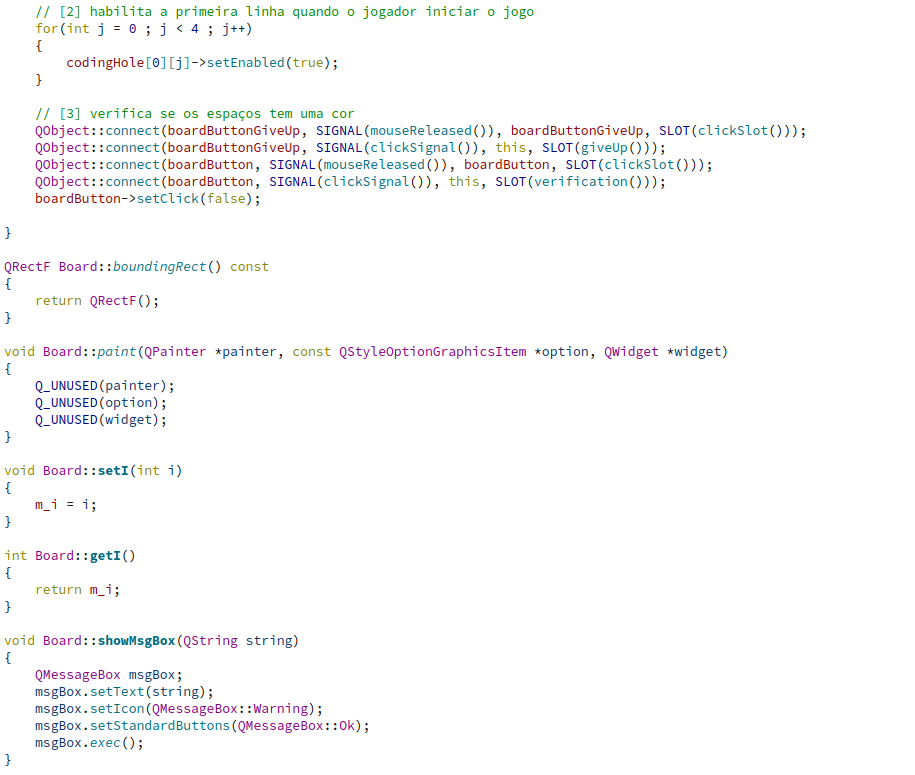 // [2] habilita a primeira linha quando o jogador iniciar o jogo
    for(int j = 0 ; j < 4 ; j++)
    {
        codingHole[0][j]->setEnabled(true);
    }

    // [3] verifica se os espaços tem uma cor
    QObject::connect(boardButtonGiveUp, SIGNAL(mouseReleased()), boardButtonGiveUp, SLOT(clickSlot()));
    QObject::connect(boardButtonGiveUp, SIGNAL(clickSignal()), this, SLOT(giveUp()));
    QObject::connect(boardButton, SIGNAL(mouseReleased()), boardButton, SLOT(clickSlot()));
    QObject::connect(boardButton, SIGNAL(clickSignal()), this, SLOT(verification()));
    boardButton->setClick(false);

}

QRectF Board::boundingRect() const
{
    return QRectF();
}

void Board::paint(QPainter *painter, const QStyleOptionGraphicsItem *option, QWidget *widget)
{
    Q_UNUSED(painter);
    Q_UNUSED(option);
    Q_UNUSED(widget);
}

void Board::setI(int i)
{
    m_i = i;
}

int Board::getI()
{
    return m_i;
}

void Board::showMsgBox(QString string)
{
    QMessageBox msgBox;
    msgBox.setText(string);
    msgBox.setIcon(QMessageBox::Warning);
    msgBox.setStandardButtons(QMessageBox::Ok);
    msgBox.exec();
}